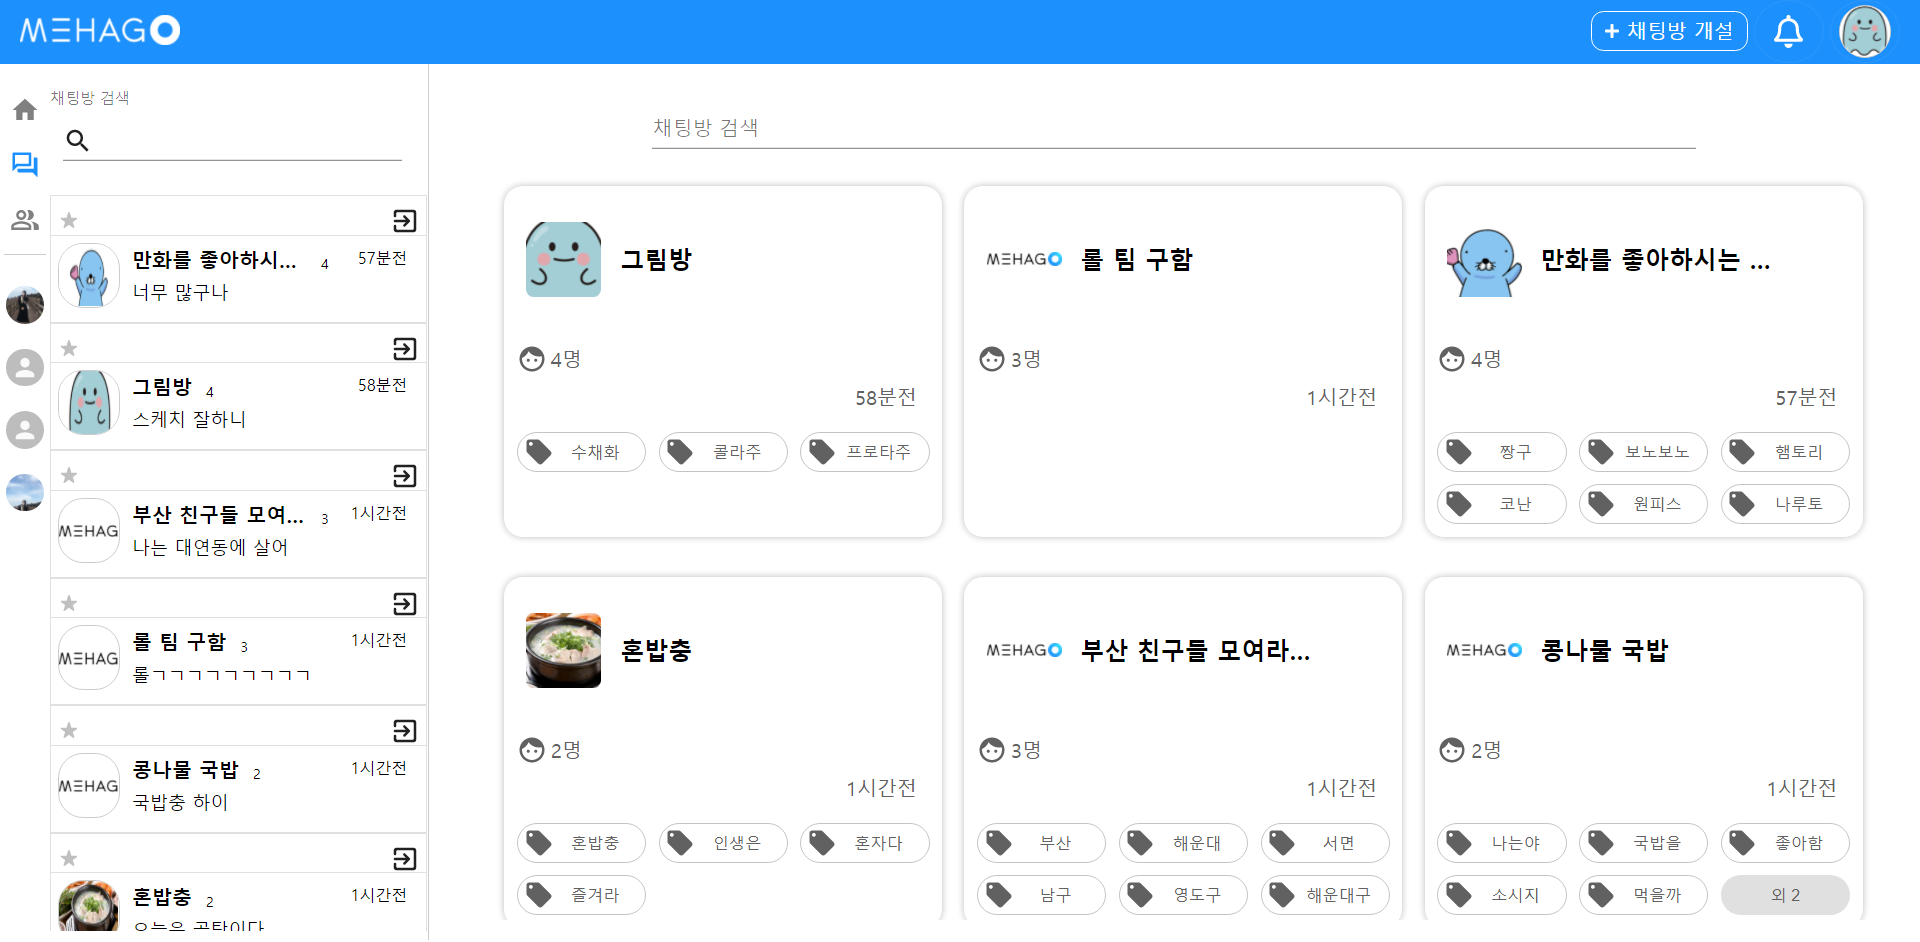 MEHAGO
+ 채팅방 개설
채팅방 검색
만화를 좋아하시... 4 57분전
너무 많구나
그림방 4 58분전
스케치 잘하니
부산 친구들 모여... 3 1시간전
MEHAG
나는 대연동에 살어
롤 팀 구함 3 1시간전
MEHAG
롤ㄱㄱㄱㄱㄱㄱㄱㄱㄱ
콩나물 국밥 2 1시간전
MEHAG
국밥충 하이
혼밥충 2 1시간전
오늘은 곰탕이다
채팅방 검색
그림방
4명
58분전
수채화 콜라주 프로타주
MEHAGO 롤 팀 구함
3명
1시간전
만화를 좋아하시는 ...
4명
57분전
짱구 보노보노 햄토리
코난 원피스 나루토
혼밥충
2명
1시간전
혼밥충 인생은 혼자다
즐겨라
MEHAGO 부산 친구들 모여라...
3명
1시간전
부산 해운대 서면
남구 영도구 해운대구
MEHAGO 콩나물 국밥
2명
1시간전
나는야 국밥을 좋아함
소시지 먹을까 외 2